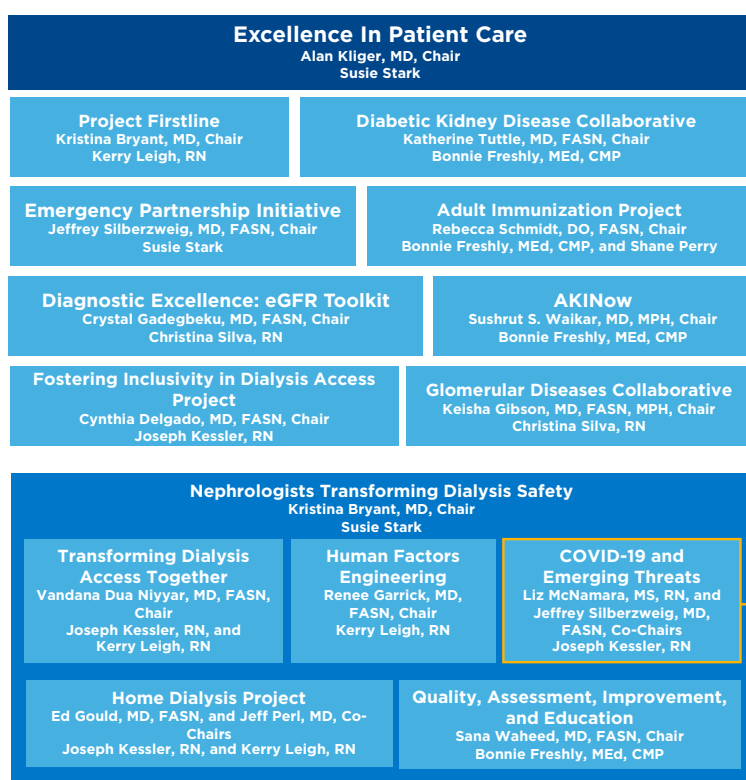 Excellence In Patient Care
Alan Kliger, MD, Chair
Susie Stark
Project Firstline
Kristina Bryant, MD, Chair
Kerry Leigh, RN
Diabetic Kidney Disease Collaborative
Katherine Tuttle, MD, FASN, Chair
Bonnie Freshly, MEd, CMP
Emergency Partnership Initiative
Jeffrey Silberzweig, MD, FASN, Chair
Susie Stark
Adult Immunization Project
Rebecca Schmidt, DO, FASN, Chair
Bonnie Freshly, MEd, CMP, and Shane Perry
Diagnostic Excellence: eGFR Toolkit
Crystal Gadegbeku, MD, FASN, Chair
Christina Silva, RN
AKINow
Sushrut S. Waikar, MD, MPH, Chair
Bonnie Freshly, MEd, CMP
Fostering Inclusivity in Dialysis Access
Project
Cynthia Delgado, MD, FASN, Chair
Joseph Kessler, RN
Glomerular Diseases Collaborative
Keisha Gibson, MD, FASN, MPH, Chair
Christina Silva, RN
Nephrologists Transforming Dialysis Safety
Kristina Bryant, MD, Chair
Susie Stark
Transforming Dialysis
Access Together
Vandana Dua Niyyar, MD, FASN,
Chair
Joseph Kessler, RN, and
Kerry Leigh, RN
Human Factors
Engineering
Renee Garrick, MD,
FASN, Chair
Kerry Leigh, RN
COVID-19 and
Emerging Threats
Liz McNamara, MS, RN, and
Jeffrey Silberzweig, MD,
FASN, Co-Chairs
Joseph Kessler, RN
Home Dialysis Project
Ed Gould, MD, FASN, and Jeff Perl, MD, Co-
Chairs
Joseph Kessler, RN, and Kerry Leigh, RN
Quality, Assessment, Improvement,
and Education
Sana Waheed, MD, FASN, Chair
Bonnie Freshly, MEd, CMP